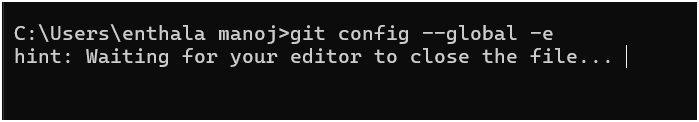 C:\Users\enthala manoj>git config --global -e
hint: Waiting for your editor to close the file...